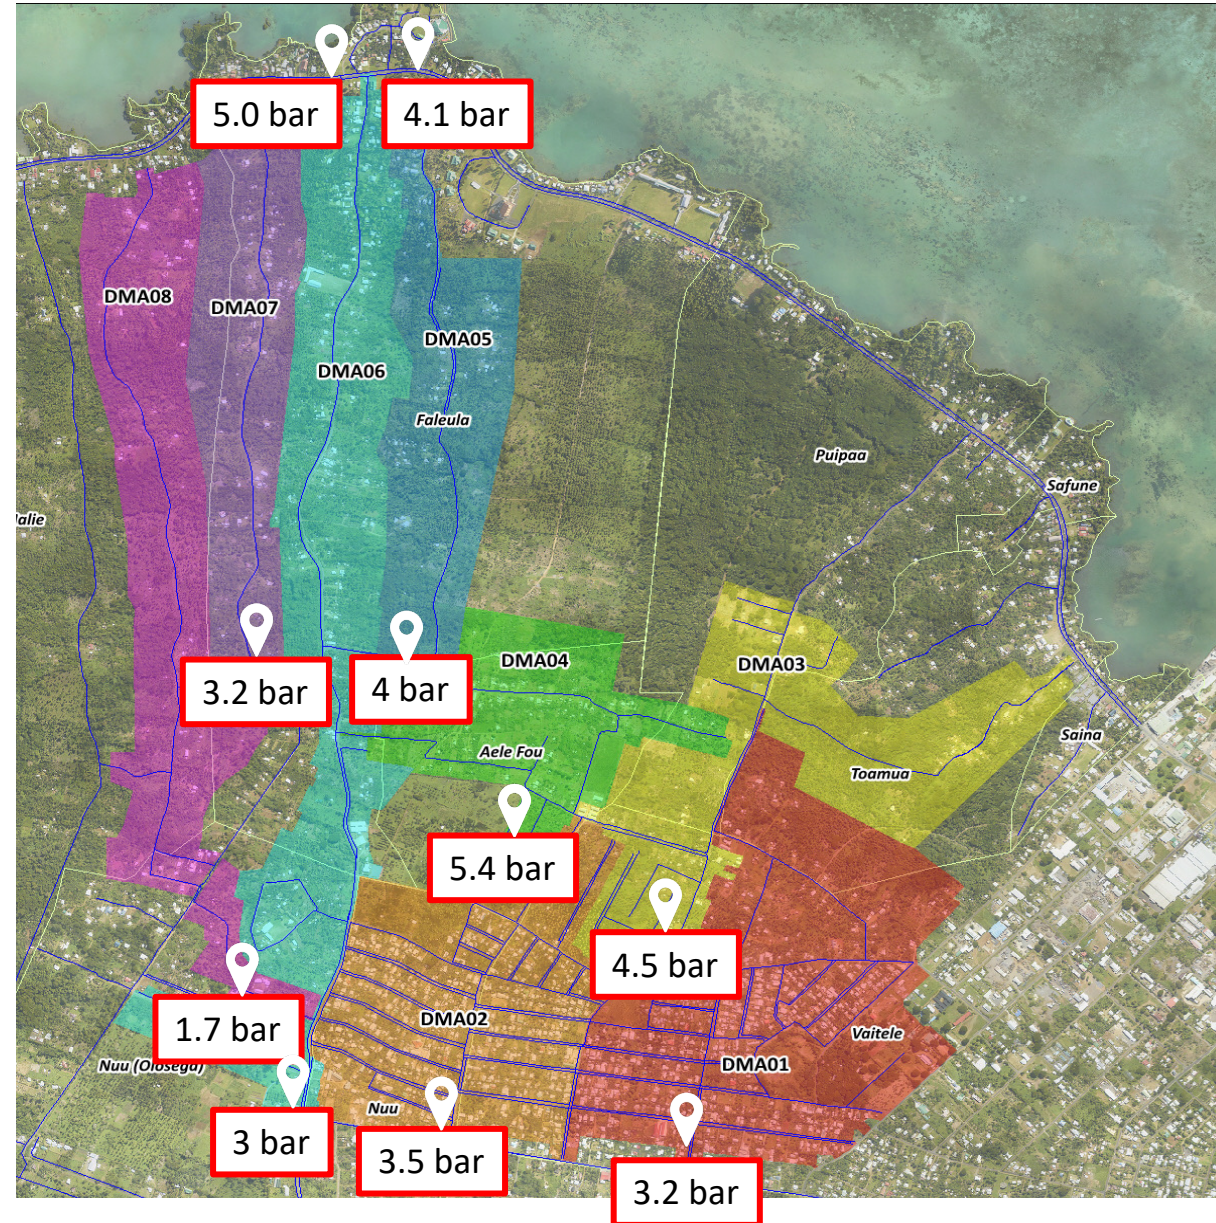 5.0 bar
4.1 bar
DMA08
DMA07
DMA05
DMA06
Faleula
Puipaa
Safune
alie
3.2 bar
4 bar
DMA04
DMA03
Saina
Aele Fou
Toamua
5.4 bar
4.5 bar
1.7 bar
DMA02
Vaitele
DMA01
Nuu (Olosega)
Nuu
3 bar
3.5 bar
3.2 bar